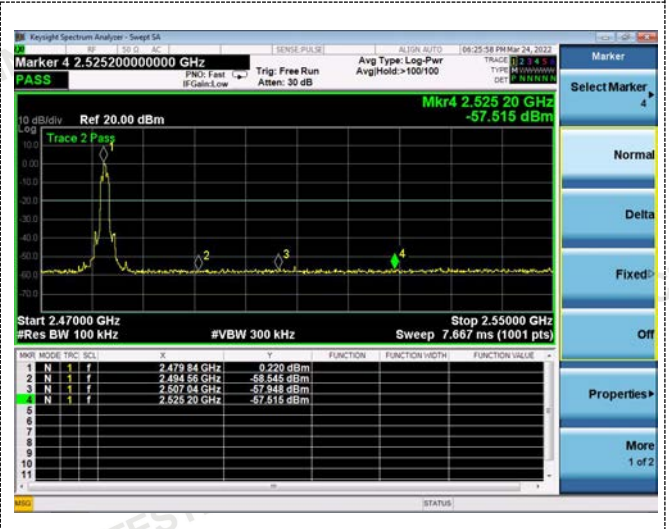 Keysight Spectrum Analyzer - Swept SA
RF 50 Ω AC SENSE:PULSE ALIGN AUTO 06:25:58 PM Mar 24, 2022
Marker 4 2.525200000000 GHz
PASS
PNO: Fast
IFGain:Low
Trig: Free Run
Atten: 30 dB
Avg Type: Log-Pwr
Avg|Hold:>100/100
TRACE 1 2 3 4 5 6
TYPE M
DET P N N N N N
Mkr4 2.525 20 GHz
-57.515 dBm
10 dB/div Ref 20.00 dBm
Log
Trace 2 Pass
10.0
0.00
-10.0
-20.0
-30.0
-40.0
-50.0
-60.0
-70.0
1
2
3
4
Start 2.47000 GHz Stop 2.55000 GHz
#Res BW 100 kHz #VBW 300 kHz Sweep 7.667 ms (1001 pts)
MKR MODE TRC SCL X Y FUNCTION FUNCTION WIDTH FUNCTION VALUE
1 N 1 f 2.479 84 GHz 0.220 dBm
2 N 1 f 2.494 56 GHz -58.545 dBm
3 N 1 f 2.507 04 GHz -57.948 dBm
4 N 1 f 2.525 20 GHz -57.515 dBm
5
6
7
8
9
10
11
MSG STATUS
Marker
Select Marker
4
Normal
Delta
Fixed
Off
Properties
More
1 of 2